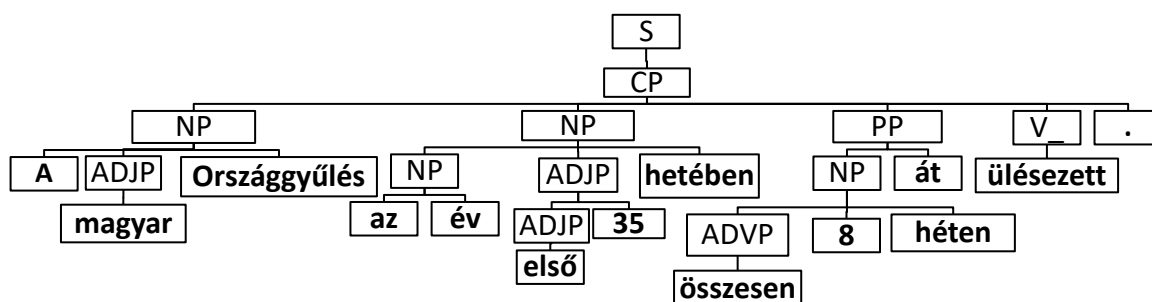 S
CP
NP NP PP V_ .
A ADJP Országgyűlés NP ADJP hetében NP át ülésezett
magyar az év ADJP 35 ADVP 8 héten
első összesen